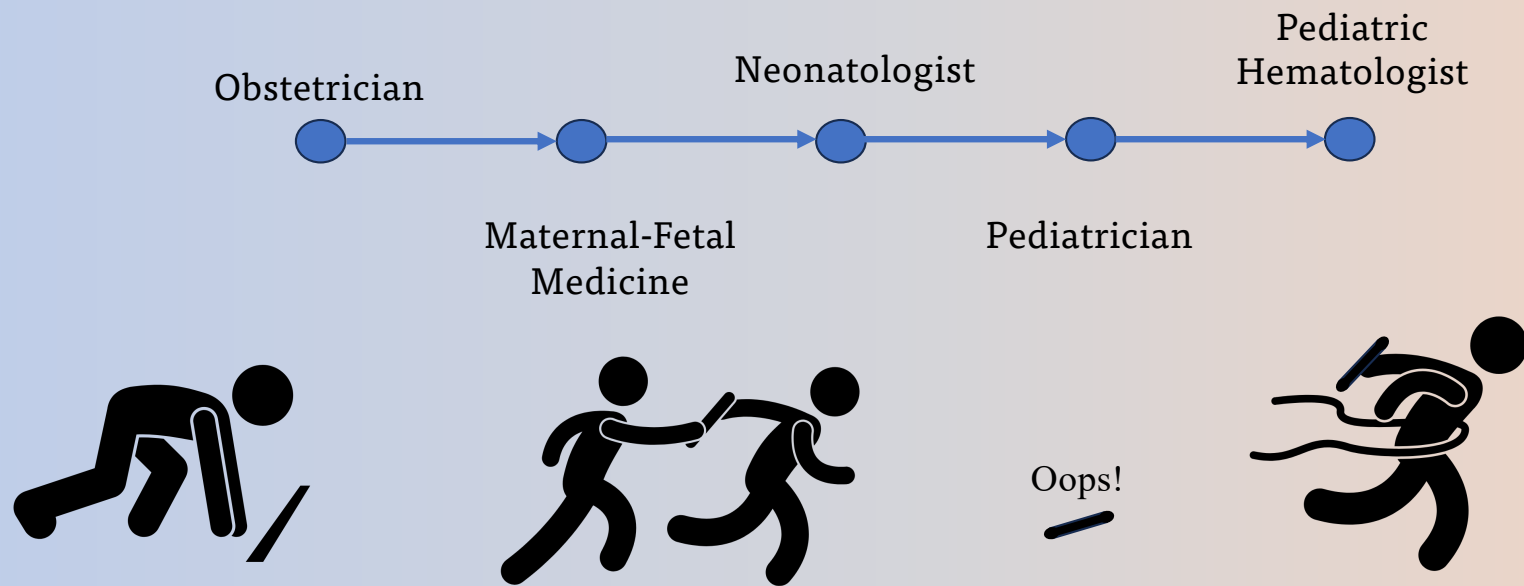 Obstetrician
Maternal-Fetal
Medicine
Neonatologist
Pediatrician
Pediatric
Hematologist
Oops!